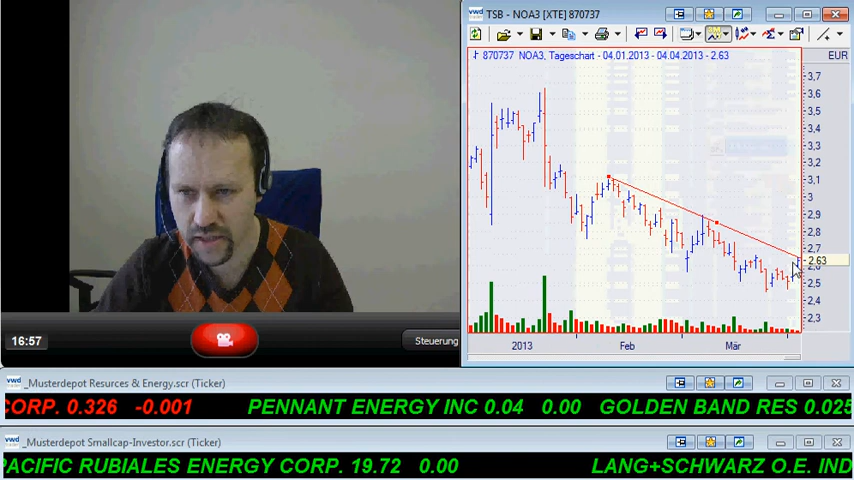 vwd TSB - NOA3 [XTE] 870737
870737 NOA3, Tageschart - 04.01.2013 - 04.04.2013 - 2.63
EUR
3,7
3,6
3,5
3,4
3,3
3,2
3,1
3
2,9
2,8
2,7
2.63
2,5
2,4
2,3
2013 Feb Mär
16:57
Steuerung
vwd _Musterdepot Resurces & Energy.scr (Ticker)
CORP. 0.326 -0.001 PENNANT ENERGY INC 0.04 0.00 GOLDEN BAND RES 0.025
vwd _Musterdepot Smallcap-Investor.scr (Ticker)
PACIFIC RUBIALES ENERGY CORP. 19.72 0.00 LANG+SCHWARZ O.E. IND